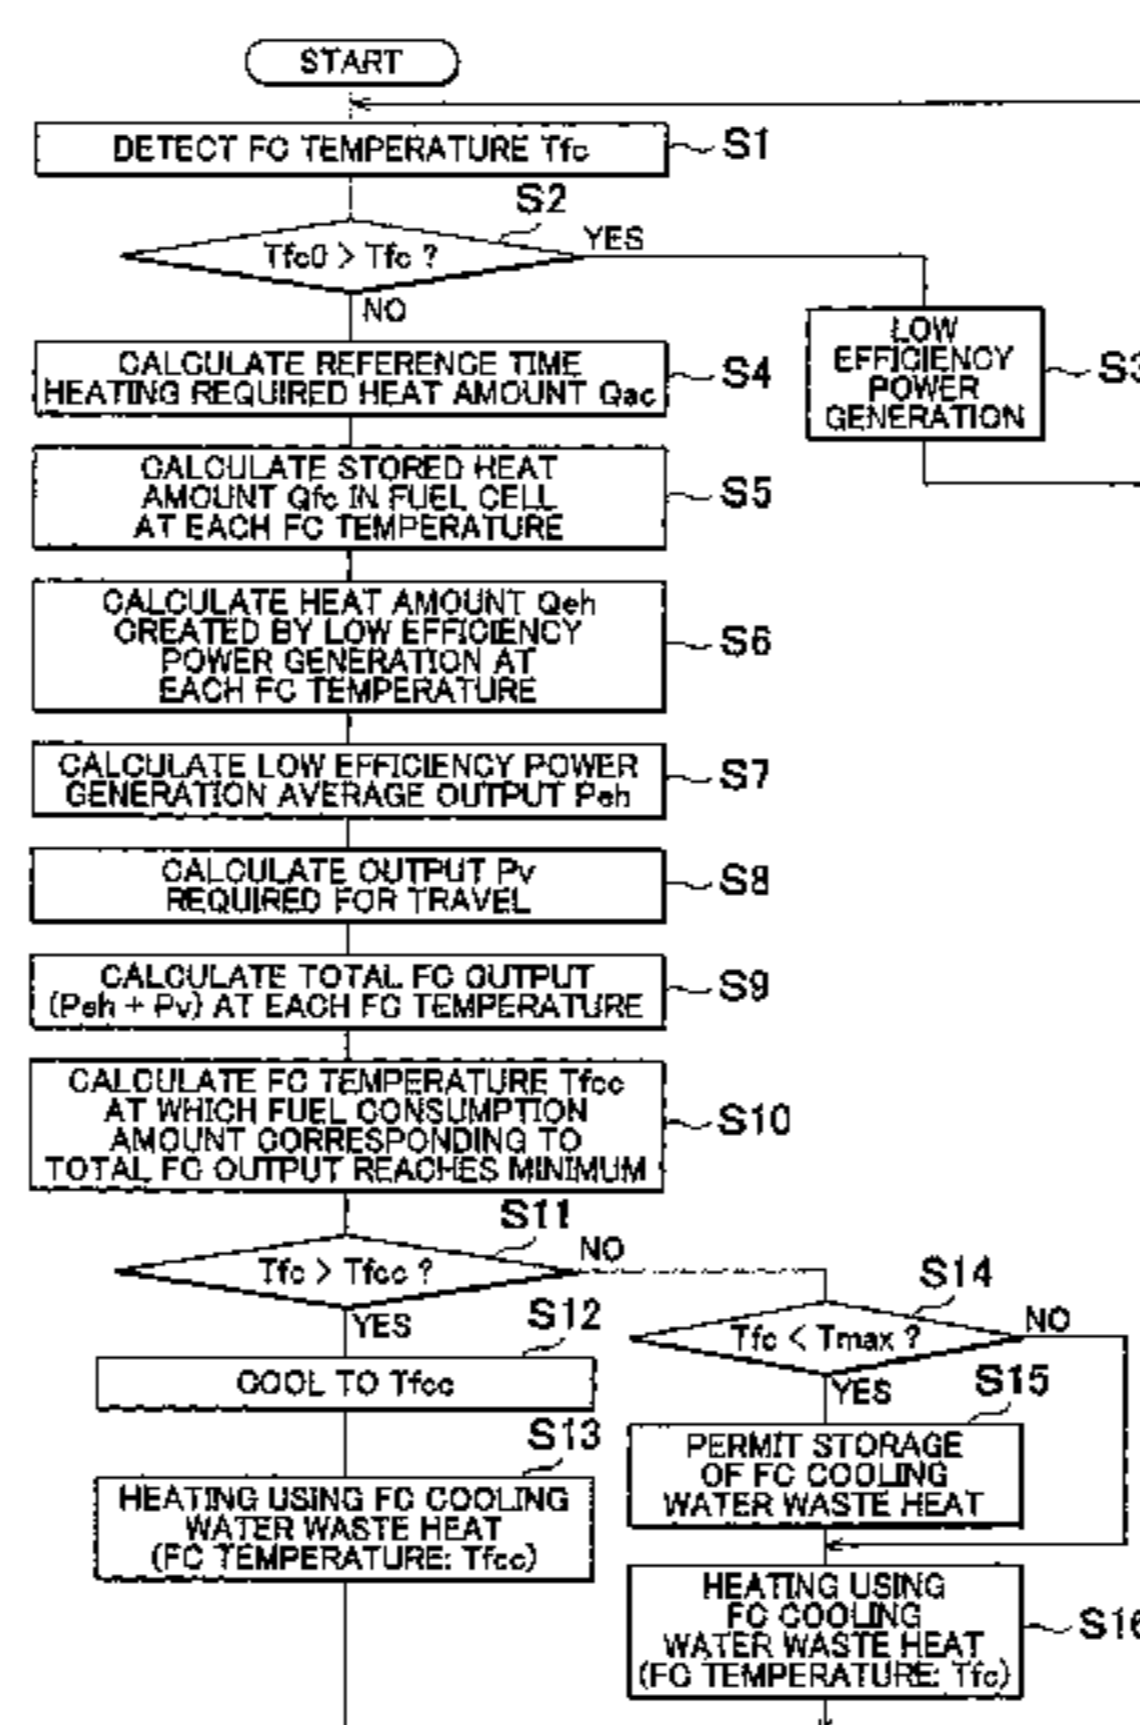 START
DETECT FC TEMPERATURE Tfc
S1
S2
Tfc0 > Tfc ?
YES
NO
LOW
EFFICIENCY
POWER
GENERATION
S3
CALCULATE REFERENCE TIME
HEATING REQUIRED HEAT AMOUNT Qac
S4
CALCULATE STORED HEAT
AMOUNT Qfc IN FUEL CELL
AT EACH FC TEMPERATURE
S5
CALCULATE HEAT AMOUNT Qeh
CREATED BY LOW EFFICIENCY
POWER GENERATION AT
EACH FC TEMPERATURE
S6
CALCULATE LOW EFFICIENCY POWER
GENERATION AVERAGE OUTPUT Peh
S7
CALCULATE OUTPUT Pv
REQUIRED FOR TRAVEL
S8
CALCULATE TOTAL FC OUTPUT
(Peh + Pv) AT EACH FC TEMPERATURE
S9
CALCULATE FC TEMPERATURE Tfcc
AT WHICH FUEL CONSUMPTION
AMOUNT CORRESPONDING TO
TOTAL FC OUTPUT REACHES MINIMUM
S10
S11
Tfc > Tfcc ?
NO
YES
S12
COOL TO Tfcc
S13
HEATING USING FC COOLING
WATER WASTE HEAT
(FC TEMPERATURE: Tfcc)
S14
Tfc < Tmax ?
NO
YES
S15
PERMIT STORAGE
OF FC COOLING
WATER WASTE HEAT
HEATING USING
FC COOLING
WATER WASTE HEAT
(FC TEMPERATURE: Tfc)
S16